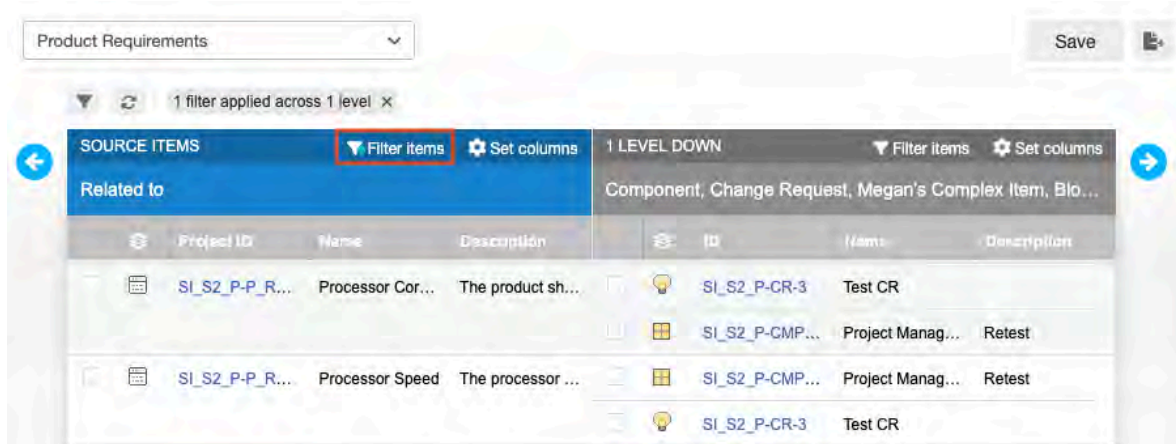 Product Requirements
Save
1 filter applied across 1 level ×
SOURCE ITEMS Filter items Set columns 1 LEVEL DOWN Filter items Set columns
Related to Component, Change Request, Megan's Complex Item, Blo...
Project ID Name Description ID Name Description
SI_S2_P-P_R... Processor Cor... The product sh... SI_S2_P-CR-3 Test CR
SI_S2_P-CMP... Project Manag... Retest
SI_S2_P-P_R... Processor Speed The processor ... SI_S2_P-CMP... Project Manag... Retest
SI_S2_P-CR-3 Test CR